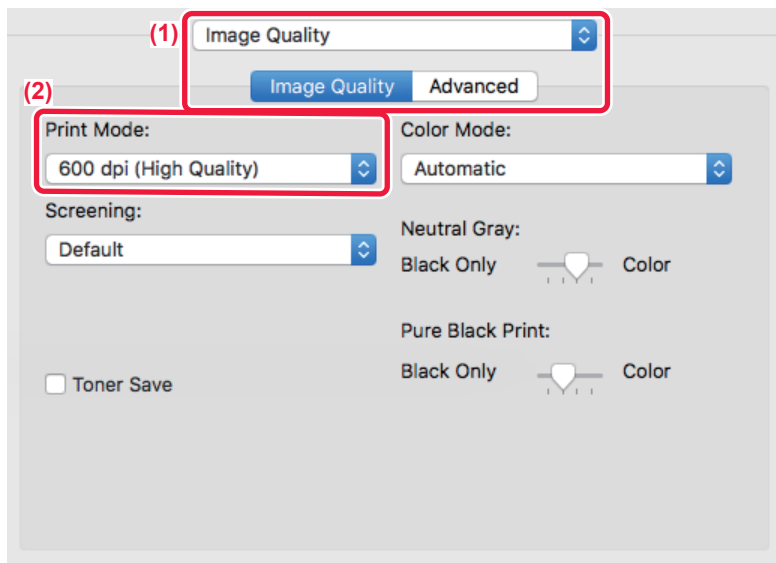 (1)
Image Quality
Image Quality Advanced
(2)
Print Mode:
600 dpi (High Quality)
Screening:
Default
Toner Save
Color Mode:
Automatic
Neutral Gray:
Black Only Color
Pure Black Print:
Black Only Color